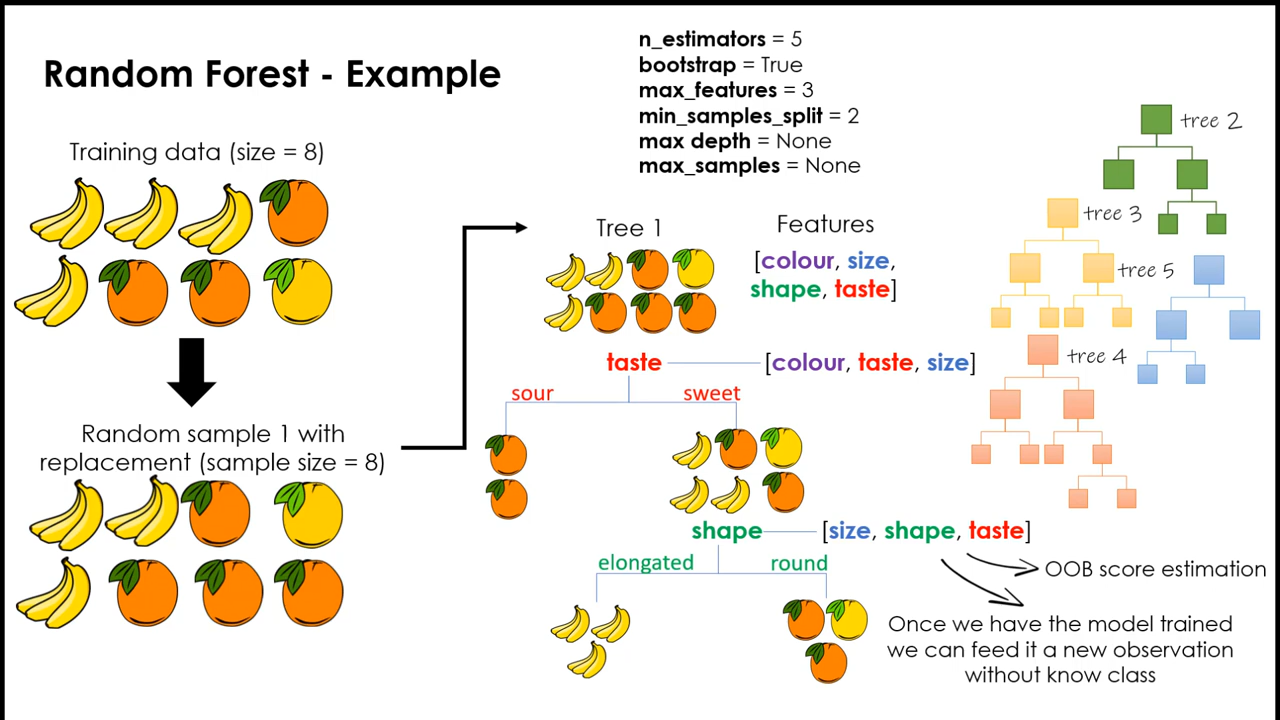 Random Forest - Example
n_estimators = 5
bootstrap = True
max_features = 3
min_samples_split = 2
max depth = None
max_samples = None
Training data (size = 8)
Random sample 1 with
replacement (sample size = 8)
Tree 1
Features
[colour, size,
shape, taste]
taste
[colour, taste, size]
sour
sweet
shape
[size, shape, taste]
elongated
round
tree 2
tree 3
tree 5
tree 4
OOB score estimation
Once we have the model trained
we can feed it a new observation
without know class